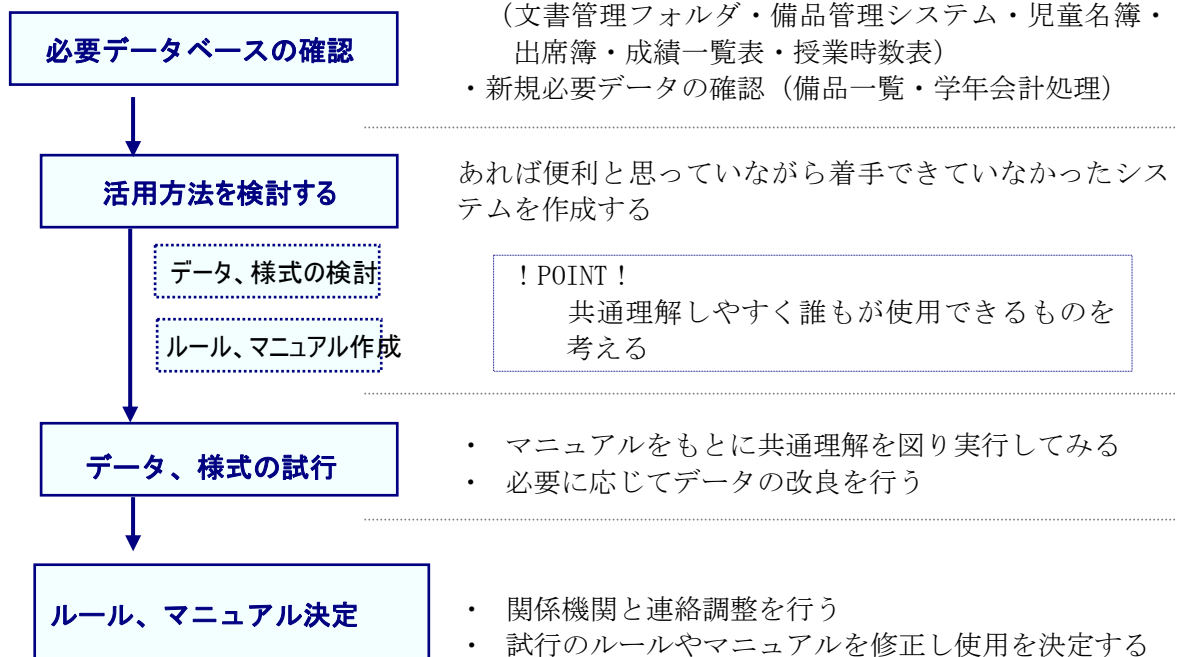 (文書管理フォルダ・備品管理システム・児童名簿・
出席簿・成績一覧表・授業時数表)
必要データベースの確認
・新規必要データの確認(備品一覧・学年会計処理)
活用方法を検討する
あれば便利と思っていながら着手できていなかったシス
テムを作成する
データ、様式の検討
ルール、マニュアル作成
!POINT!
共通理解しやすく誰もが使用できるものを
考える
データ、様式の試行
・ マニュアルをもとに共通理解を図り実行してみる
・ 必要に応じてデータの改良を行う
ルール、マニュアル決定
・ 関係機関と連絡調整を行う
・ 試行のルールやマニュアルを修正し使用を決定する